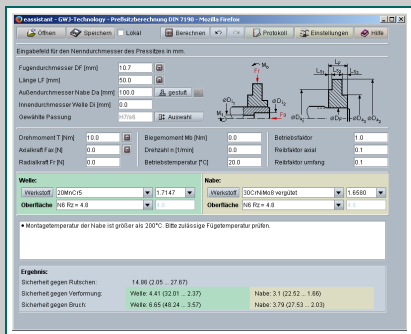 eassistant - GWJ-Technology - Prefisitzberechnung DIN 7190 - Mozilla Firefox
Öffnen Speichern Lokal Berechnen Protokoll Einstellungen Hilfe
Eingabefeld für den Nenndurchmesser des Pressitzes in mm.
Fugendurchmesser DF [mm] 10.7
Länge LF [mm] 50.0
Außendurchmesser Nabe Da [mm] 100.0 gestuft
Innendurchmesser Welle Di [mm] 0.0
Gewählte Passung H7/s6 Auswahl
Drehmoment T [Nm] 10.0 Biegemoment Mb [Nm] 0.0 Betriebsfaktor 1.0
Axialkraft Fax [N] 0.0 Drehzahl n [1/min] 0.0 Reibfaktor axial 0.1
Radialkraft Fr [N] 0.0 Betriebstemperatur [°C] 20.0 Reibfaktor umfang 0.1
Welle: Nabe:
Werkstoff 20MnCr5 1.7147 Werkstoff 30CrNiMo8 vergütet 1.6580
Oberfläche N6 Rz = 4.8 4.8 Oberfläche N6 Rz = 4.8 4.8
• Montagetemperatur der Nabe ist größer als 200°C. Bitte zulässige Fügetemperatur prüfen.
Ergebnis:
Sicherheit gegen Rutschen: 14.86 (2.05 ... 27.67)
Sicherheit gegen Verformung: Welle: 4.41 (32.01 ... 2.37) Nabe: 3.1 (22.52 ... 1.66)
Sicherheit gegen Bruch: Welle: 6.65 (48.24 ... 3.57) Nabe: 3.79 (27.53 ... 2.03)